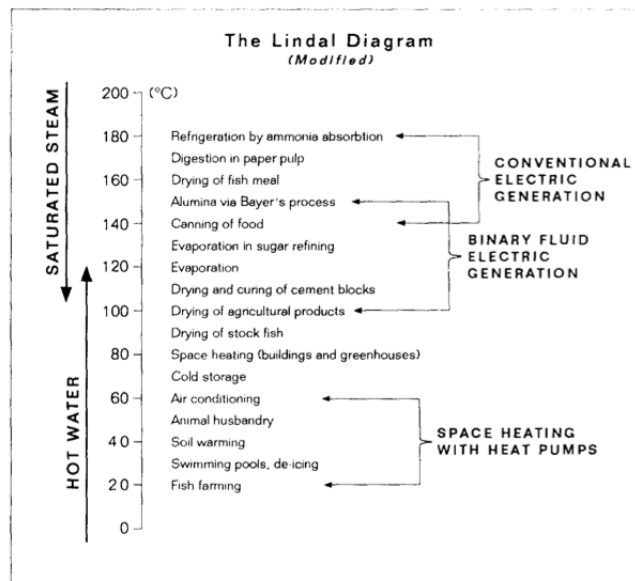 The Lindal Diagram
(Modified)
200 (°C)
180 Refrigeration by ammonia absorbtion
Digestion in paper pulp
160 Drying of fish meal
Alumina via Bayer's process
140 Canning of food
Evaporation in sugar refining
120 Evaporation
Drying and curing of cement blocks
100 Drying of agricultural products
Drying of stock fish
80 Space heating (buildings and greenhouses)
Cold storage
60 Air conditioning
Animal husbandry
40 Soil warming
Swimming pools, de-icing
20 Fish farming
0
SATURATED STEAM
HOT WATER
CONVENTIONAL
ELECTRIC
GENERATION
BINARY FLUID
ELECTRIC
GENERATION
SPACE HEATING
WITH HEAT PUMPS